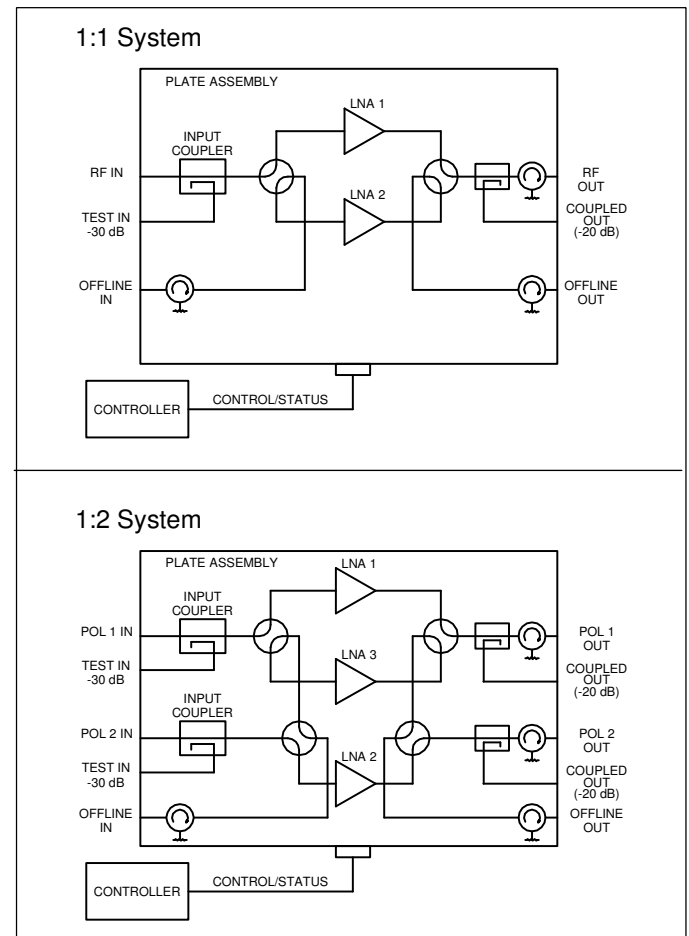 1:1 System
PLATE ASSEMBLY
LNA 1
INPUT
COUPLER
RF IN
RF
OUT
LNA 2
TEST IN
-30 dB
COUPLED
OUT
(-20 dB)
OFFLINE
IN
OFFLINE
OUT
CONTROLLER
CONTROL/STATUS
1:2 System
PLATE ASSEMBLY
LNA 1
INPUT
COUPLER
POL 1 IN
POL 1
OUT
LNA 3
TEST IN
-30 dB
COUPLED
OUT
(-20 dB)
INPUT
COUPLER
POL 2 IN
POL 2
OUT
LNA 2
TEST IN
-30 dB
COUPLED
OUT
(-20 dB)
OFFLINE
IN
OFFLINE
OUT
CONTROLLER
CONTROL/STATUS